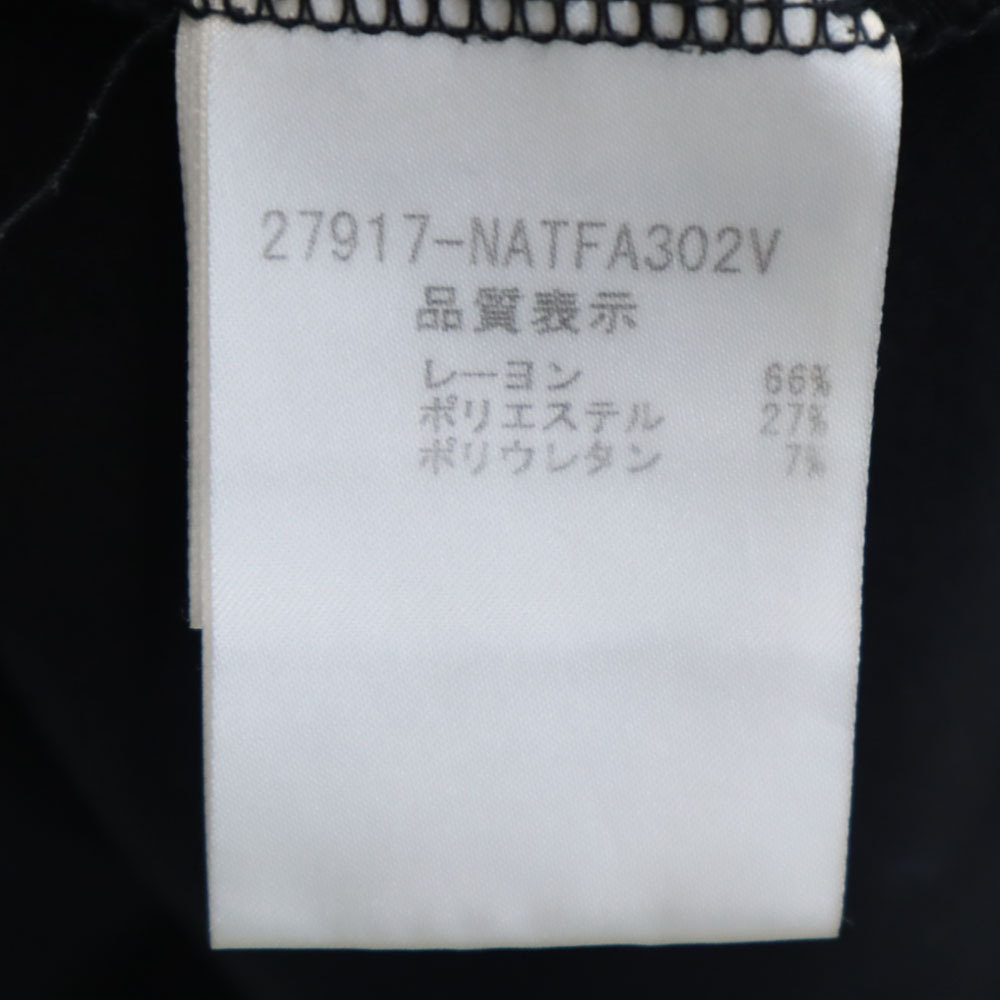 27917-NATFA302V
品質表示
レーヨン 66%
ポリエステル 27%
ポリウレタン 7%